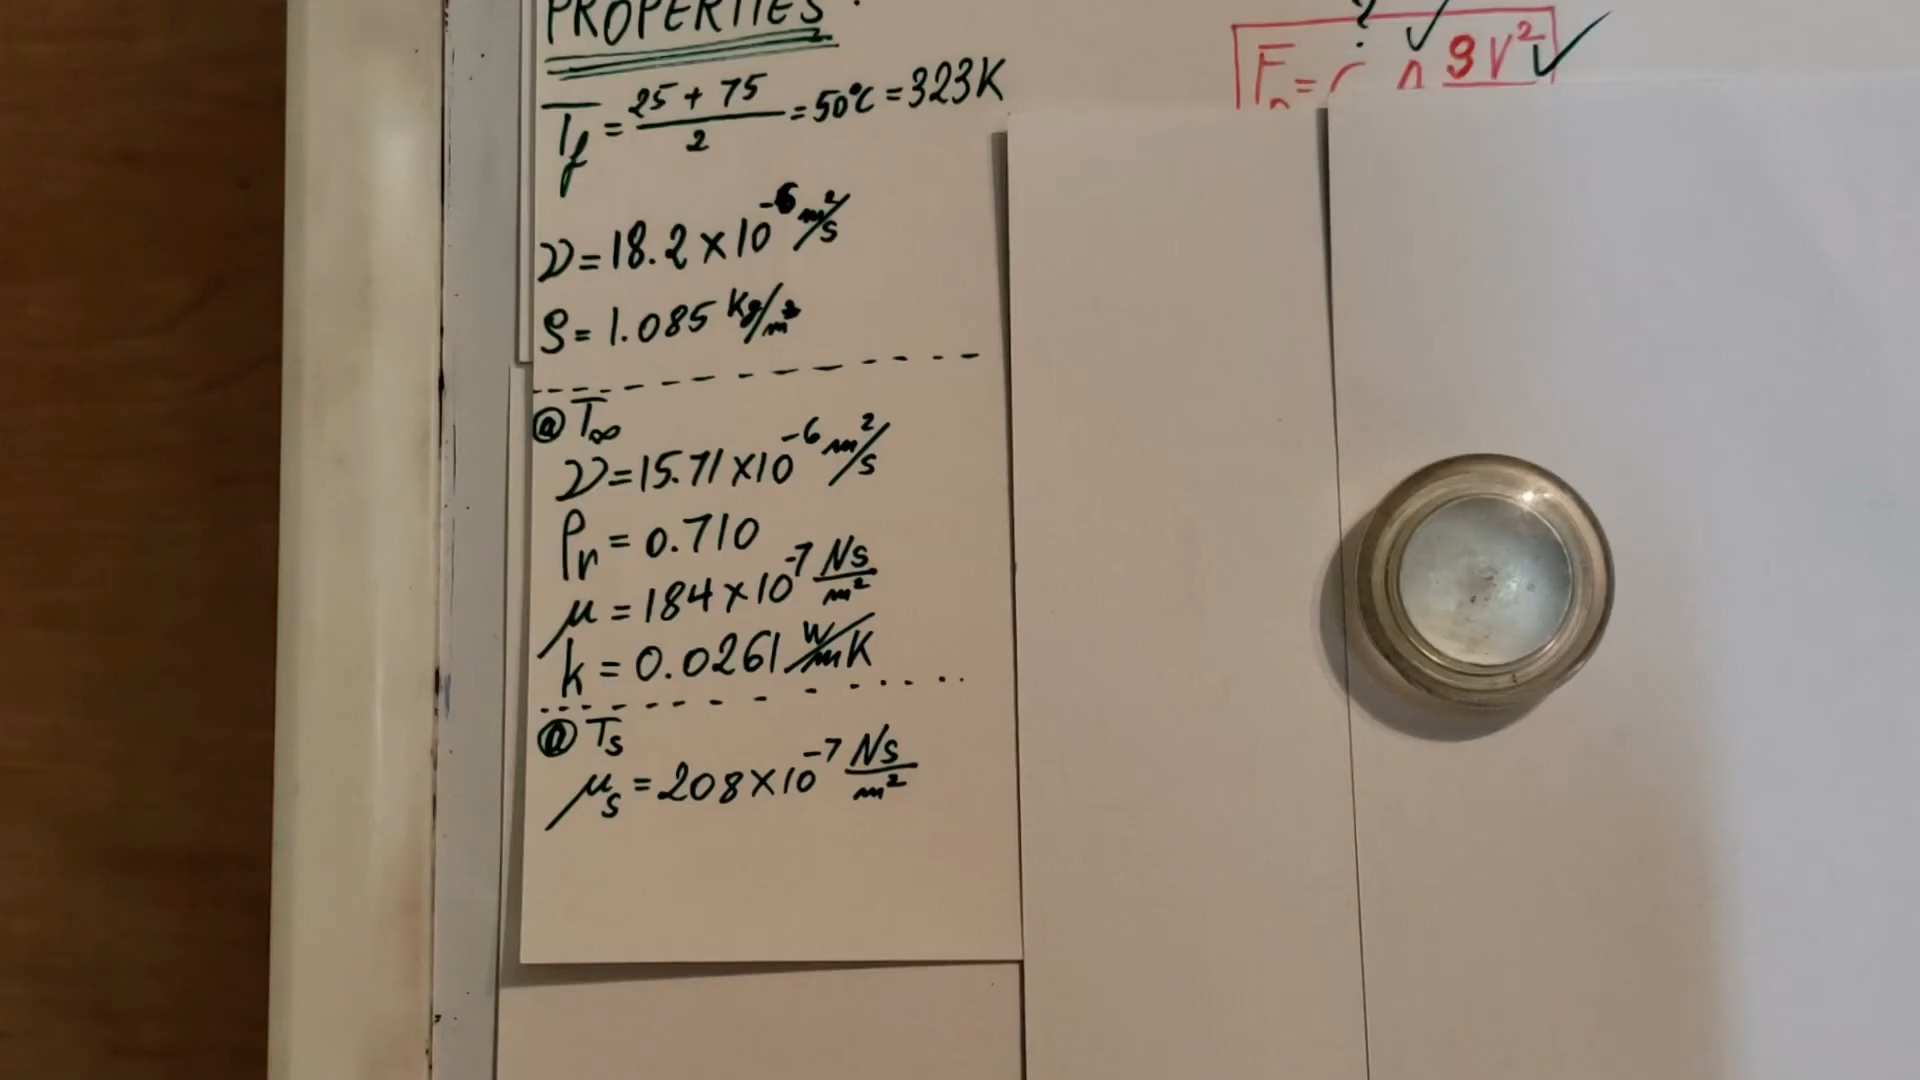 PROPERTIES:
T_f = (25 + 75)/2 = 50°C = 323K
ν = 18.2 × 10⁻⁶ m²/s
ρ = 1.085 Kg/m³
@ T∞
ν = 15.71 × 10⁻⁶ m²/s
Pr = 0.710
μ = 184 × 10⁻⁷ Ns/m²
k = 0.0261 W/mK
@ Ts
μs = 208 × 10⁻⁷ Ns/m²
? ✓
ρV² ✓